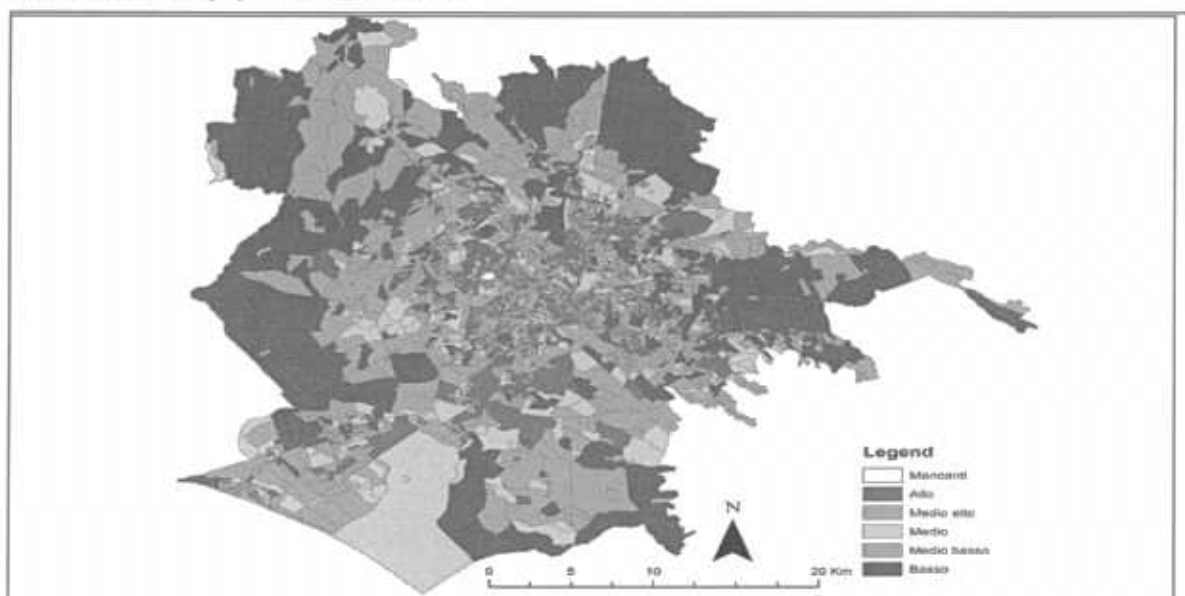 Legend
Mancanti
Alto
Medio alto
Medio
Medio basso
Basso
N
0 5 10 20 Km